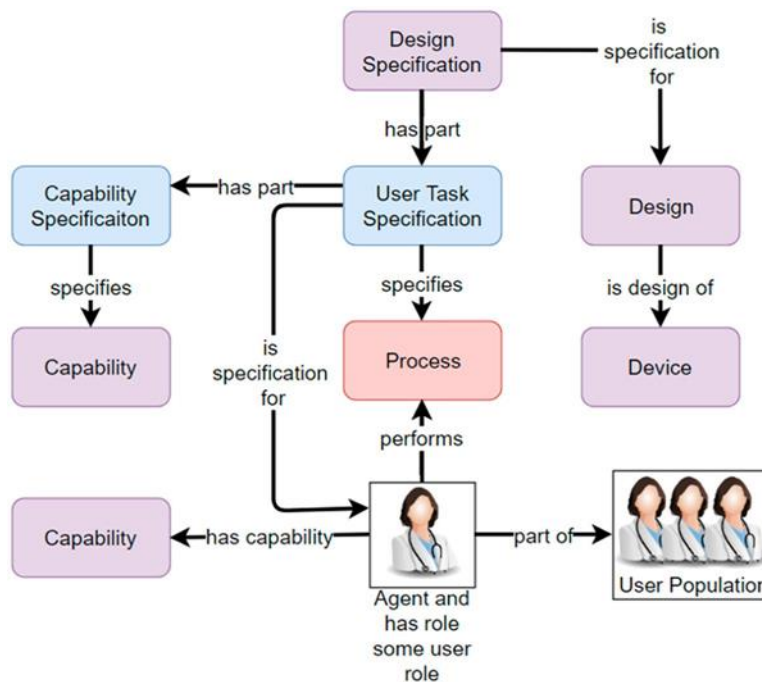 Design
Specification
is
specification
for
has part
Capability
Specificaiton
has part
User Task
Specification
Design
specifies
specifies
is design of
Capability
is
specification
for
Process
Device
performs
Capability
has capability
part of
User Population
Agent and
has role
some user
role